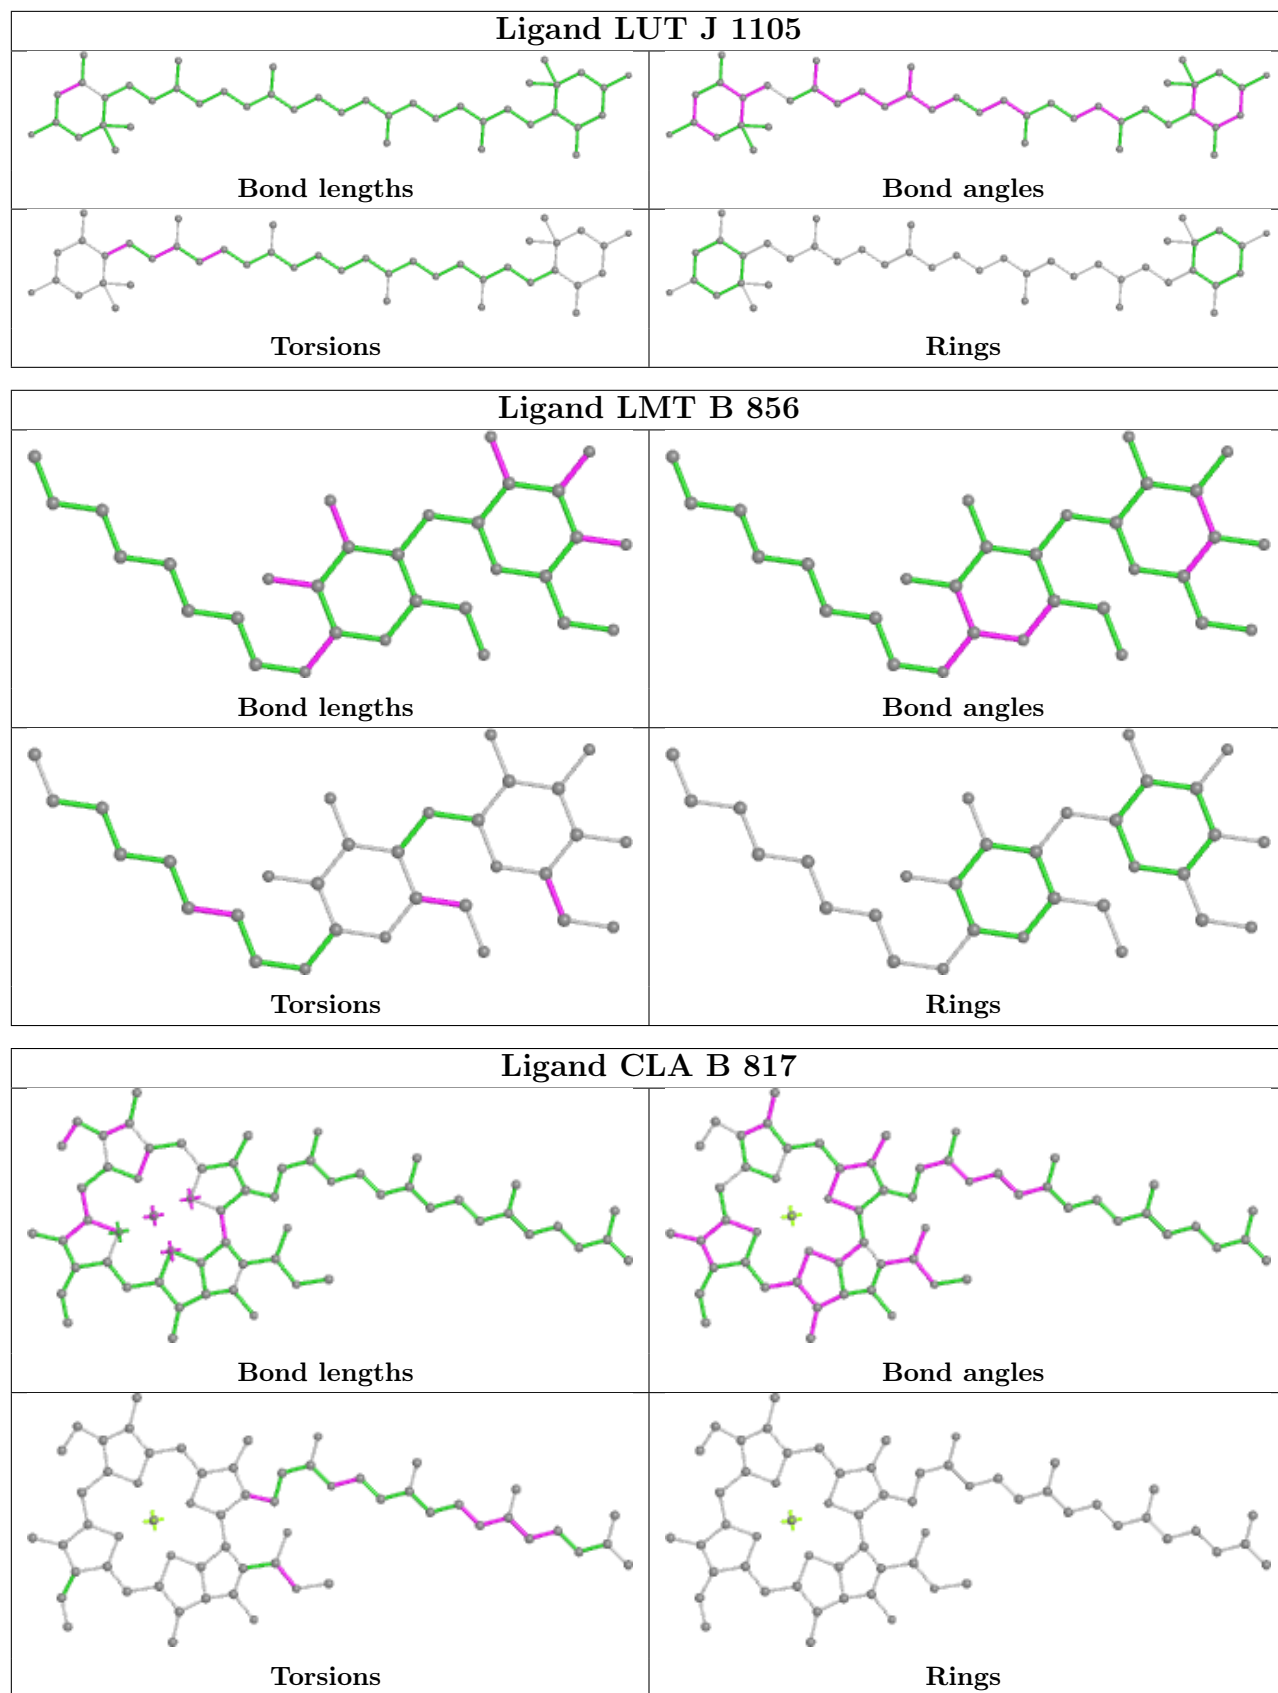 Ligand LUT J 1105
Bond lengths
Bond angles
Torsions
Rings
Ligand LMT B 856
Bond lengths
Bond angles
Torsions
Rings
Ligand CLA B 817
Bond lengths
Bond angles
Torsions
Rings